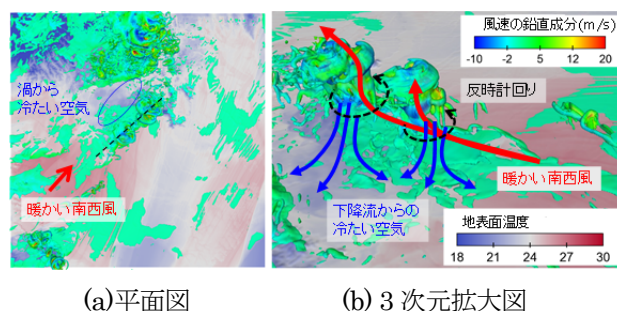 渦から
冷たい空気
暖かい南西風
風速の鉛直成分(m/s)
-10 0 10 20
反時計回り
暖かい南西風
下降流からの
冷たい空気
地表面温度
18 21 24 27 30
(a)平面図
(b)３次元拡大図